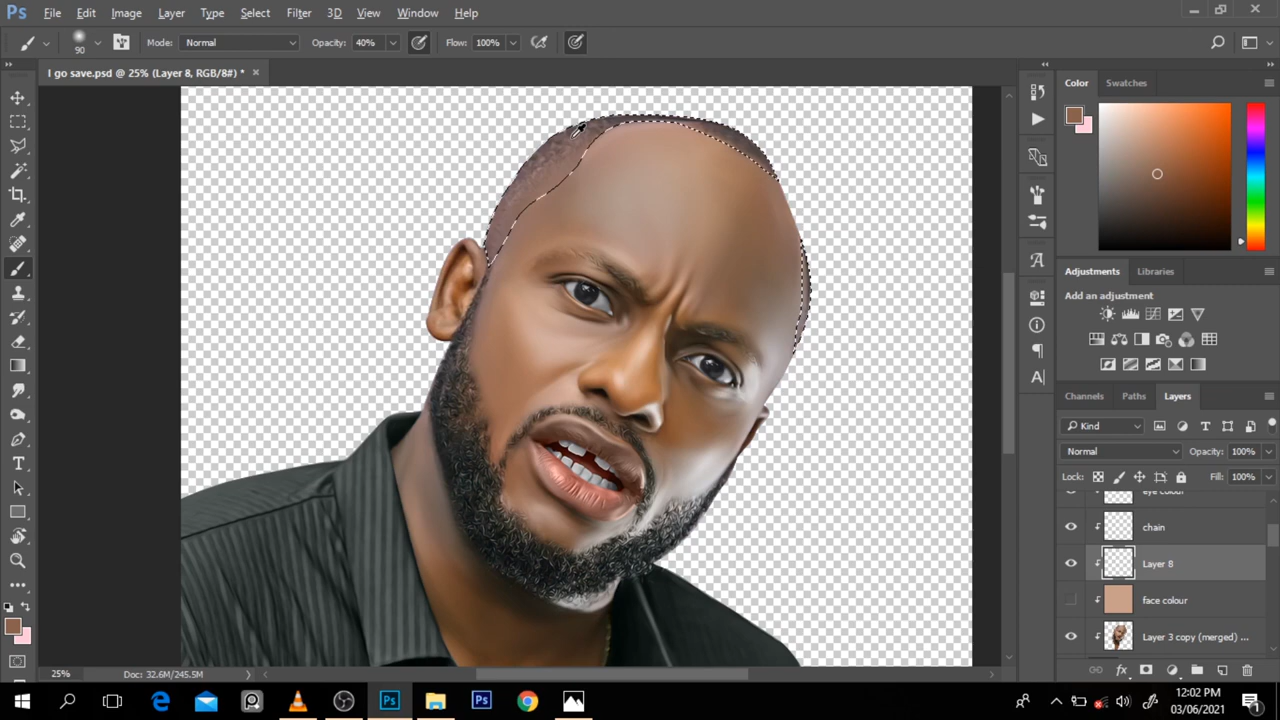 Ps File Edit Image Layer Type Select Filter 3D View Window Help
90 Mode: Normal Opacity: 40% Flow: 100%
I go save.psd @ 25% (Layer 8, RGB/8#) * ×
Color Swatches
Adjustments Libraries
Add an adjustment
Channels Paths Layers
Kind
Normal Opacity: 100%
Lock: Fill: 100%
eye colour
chain
Layer 8
face colour
Layer 3 copy (merged) ...
25% Doc: 32.6M/245.5M
Ps Ps
12:02 PM
03/06/2021